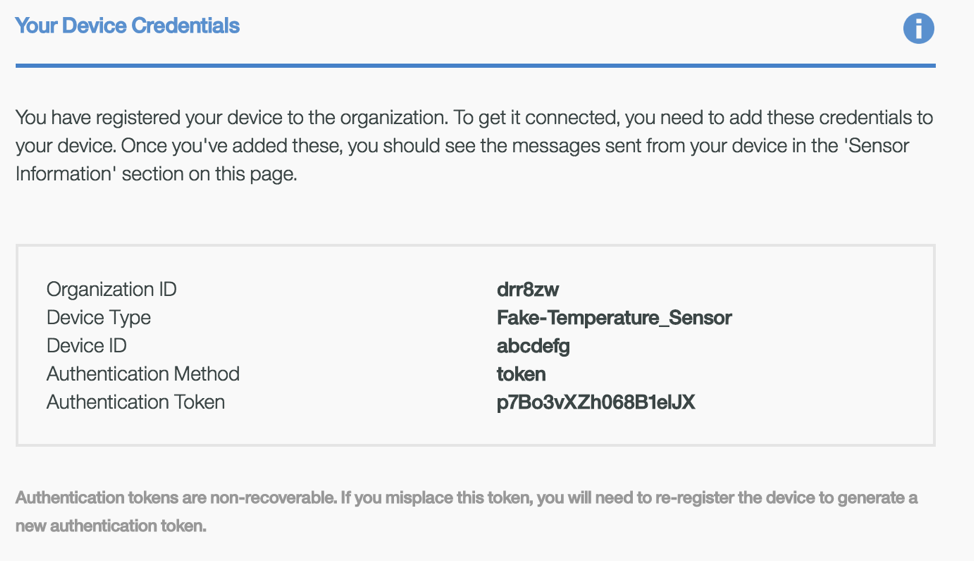 Your Device Credentials
You have registered your device to the organization. To get it connected, you need to add these credentials to
your device. Once you've added these, you should see the messages sent from your device in the 'Sensor
Information' section on this page.
Organization ID drr8zw
Device Type Fake-Temperature_Sensor
Device ID abcdefg
Authentication Method token
Authentication Token p7Bo3vXZh068B1elJX
Authentication tokens are non-recoverable. If you misplace this token, you will need to re-register the device to generate a
new authentication token.